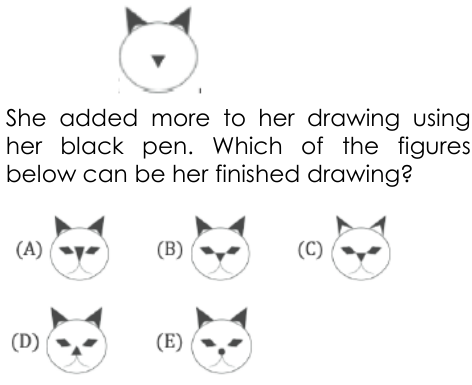 She added more to her drawing using
her black pen. Which of the figures
below can be her finished drawing?
(A) (B) (C)
(D) (E)